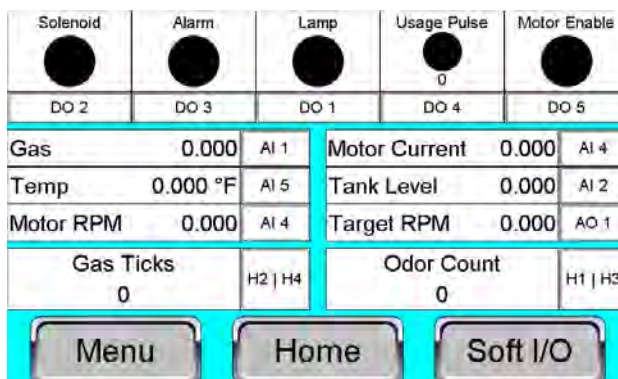 Solenoid Alarm Lamp Usage Pulse Motor Enable
0
DO 2 DO 3 DO 1 DO 4 DO 5
Gas 0.000 AI 1 Motor Current 0.000 AI 4
Temp 0.000 °F AI 5 Tank Level 0.000 AI 2
Motor RPM 0.000 AI 4 Target RPM 0.000 AO 1
Gas Ticks H2 | H4 Odor Count H1 | H3
0 0
Menu Home Soft I/O